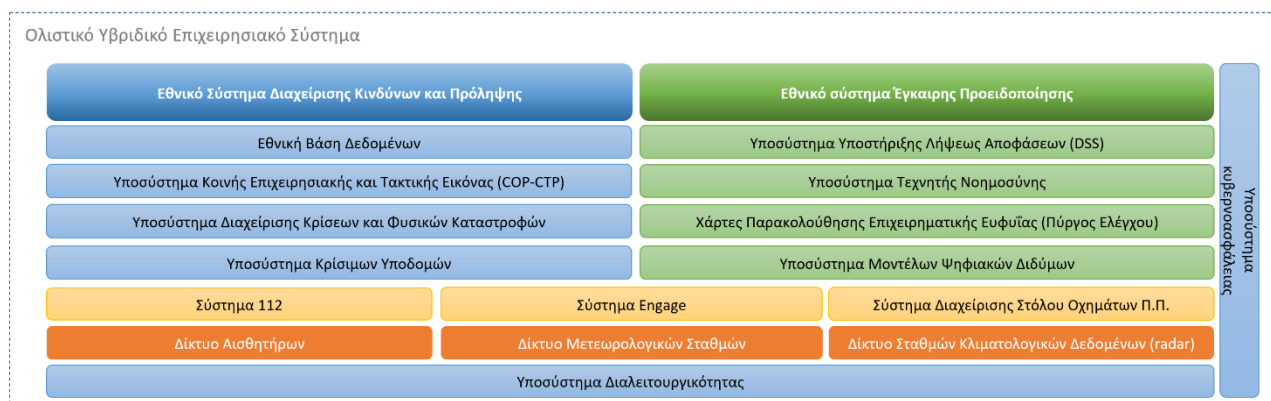 Ολιστικό Υβριδικό Επιχειρησιακό Σύστημα
Εθνικό Σύστημα Διαχείρισης Κινδύνων και Πρόληψης
Εθνικό σύστημα Έγκαιρης Προειδοποίησης
Εθνική Βάση Δεδομένων
Υποσύστημα Υποστήριξης Λήψεως Αποφάσεων (DSS)
Υποσύστημα Κοινής Επιχειρησιακής και Τακτικής Εικόνας (COP-CTP)
Υποσύστημα Τεχνητής Νοημοσύνης
Υποσύστημα Διαχείρισης Κρίσεων και Φυσικών Καταστροφών
Χάρτες Παρακολούθησης Επιχειρηματικής Ευφυΐας (Πύργος Ελέγχου)
Υποσύστημα Κρίσιμων Υποδομών
Υποσύστημα Μοντέλων Ψηφιακών Διδύμων
Σύστημα 112
Σύστημα Engage
Σύστημα Διαχείρισης Στόλου Οχημάτων Π.Π.
Δίκτυο Αισθητήρων
Δίκτυο Μετεωρολογικών Σταθμών
Δίκτυο Σταθμών Κλιματολογικών Δεδομένων (radar)
Υποσύστημα Διαλειτουργικότητας
Υποσύστημα
κυβερνοασφάλειας